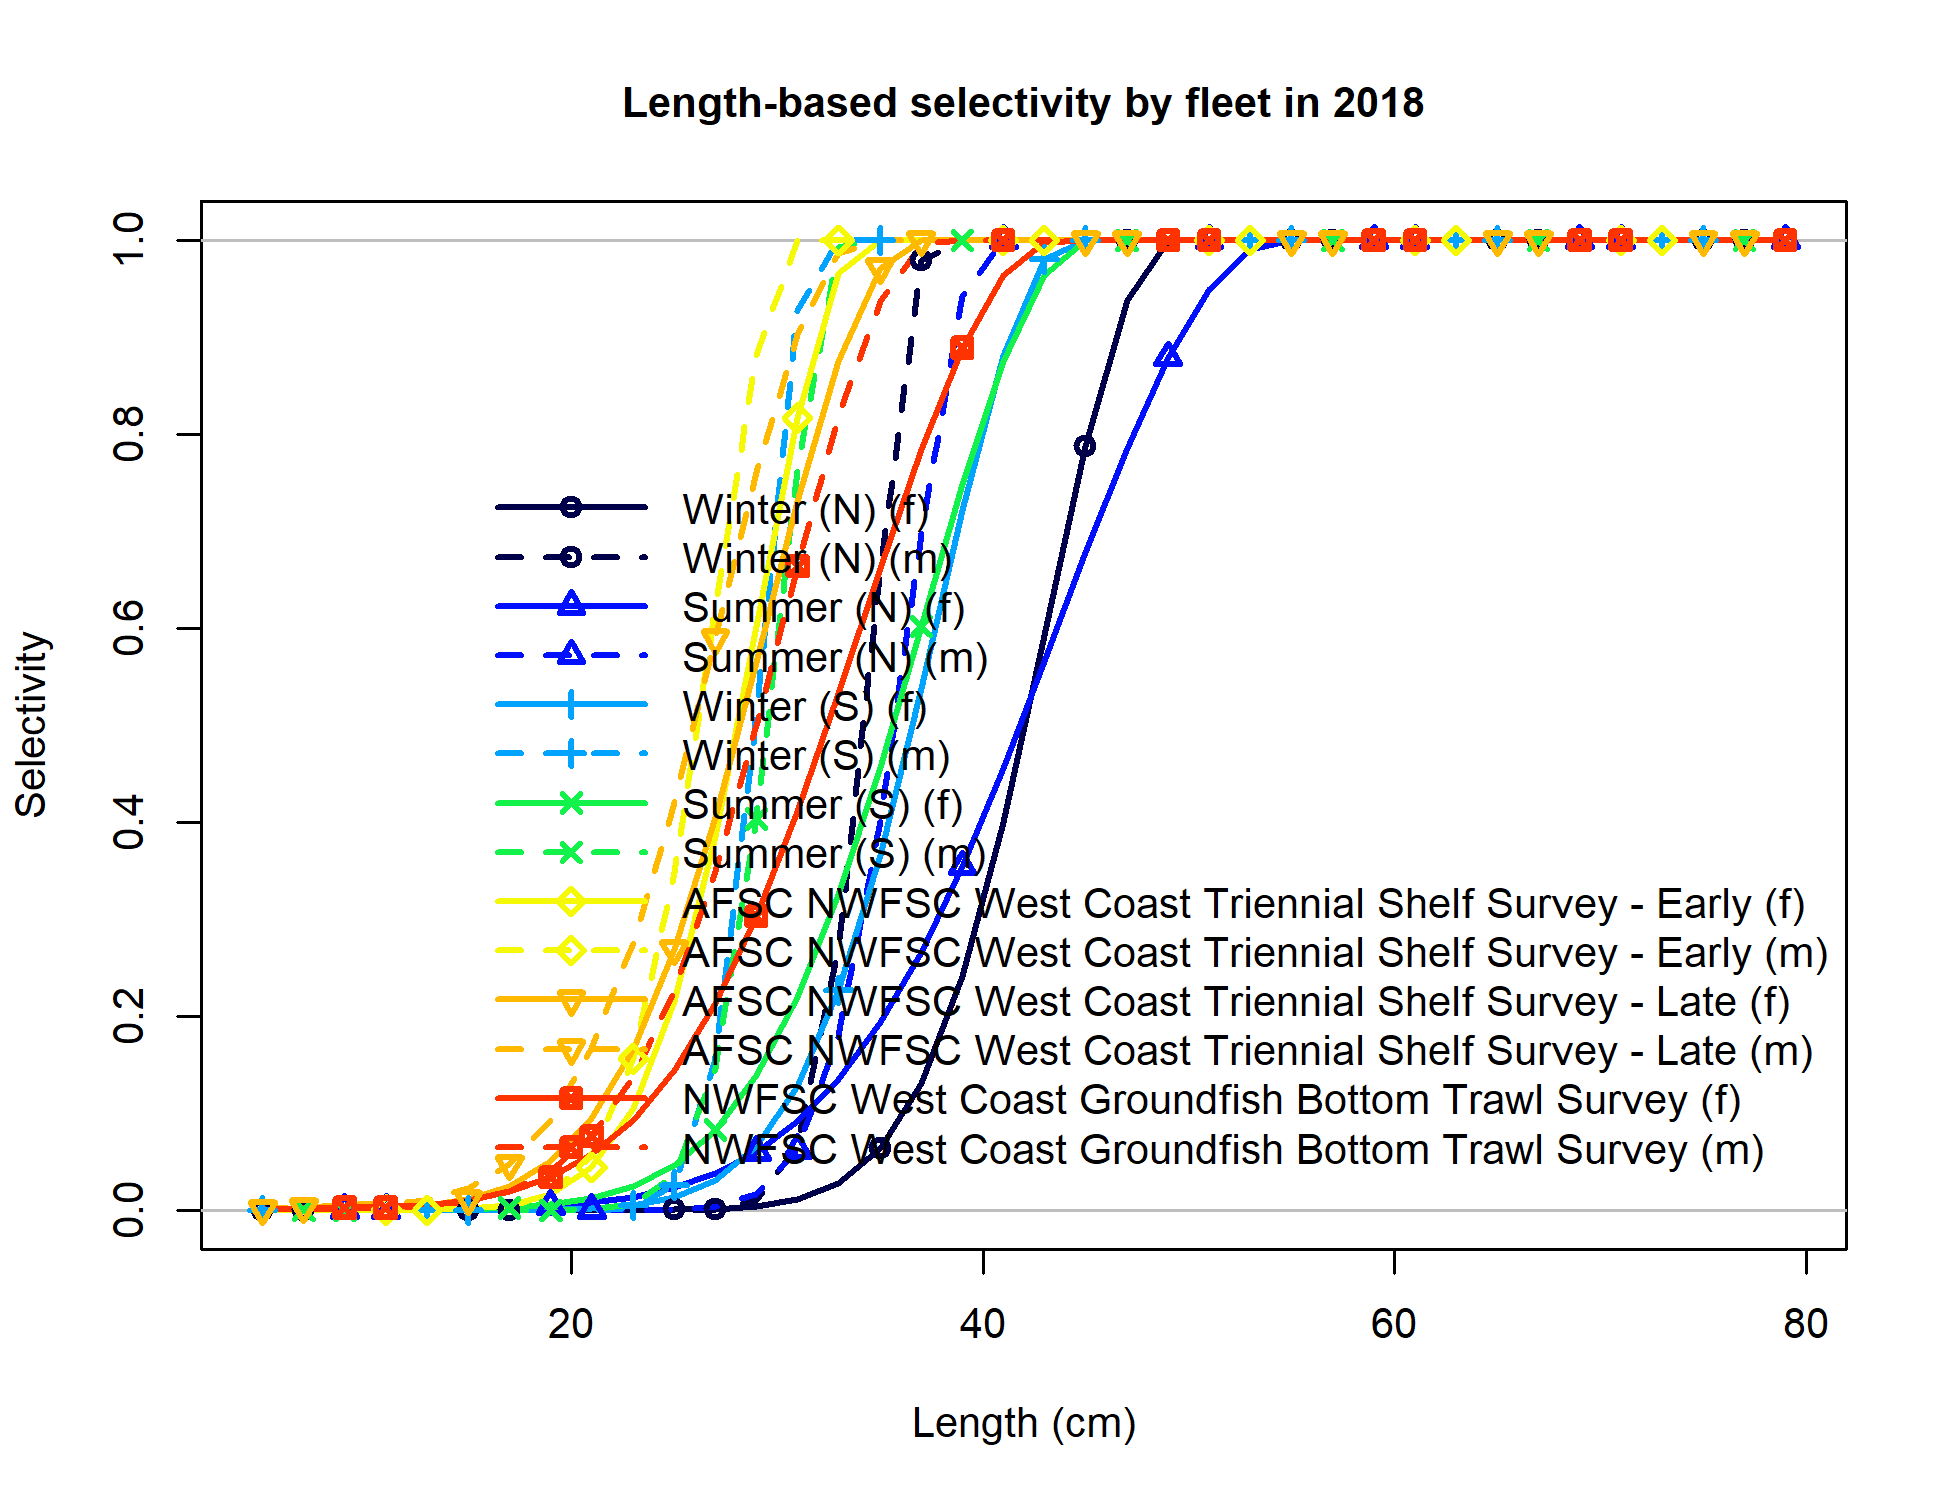 Length-based selectivity by fleet in 2018
1.0
0.8
0.6
0.4
0.2
0.0
Selectivity
Winter (N) (f)
Winter (N) (m)
Summer (N) (f)
Summer (N) (m)
Winter (S) (f)
Winter (S) (m)
Summer (S) (f)
Summer (S) (m)
AFSC NWFSC West Coast Triennial Shelf Survey - Early (f)
AFSC NWFSC West Coast Triennial Shelf Survey - Early (m)
AFSC NWFSC West Coast Triennial Shelf Survey - Late (f)
AFSC NWFSC West Coast Triennial Shelf Survey - Late (m)
NWFSC West Coast Groundfish Bottom Trawl Survey (f)
NWFSC West Coast Groundfish Bottom Trawl Survey (m)
20 40 60 80
Length (cm)